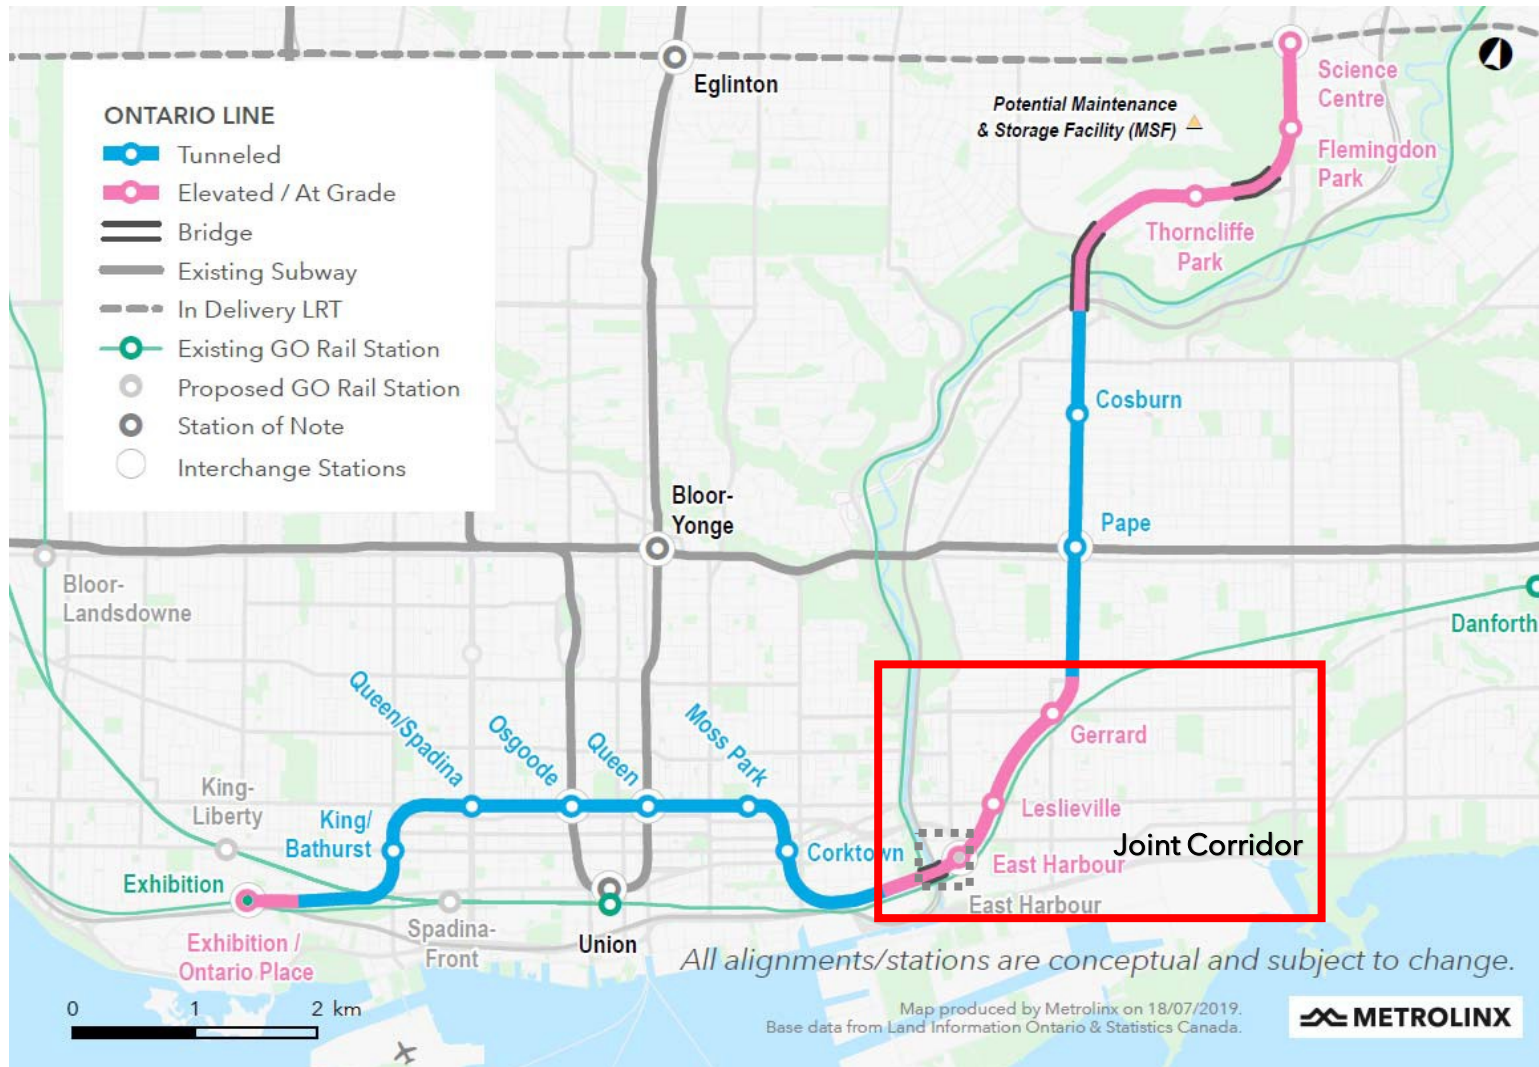 ONTARIO LINE
Tunneled
Elevated / At Grade
Bridge
Existing Subway
In Delivery LRT
Existing GO Rail Station
Proposed GO Rail Station
Station of Note
Interchange Stations
Eglinton
Science
Centre
Potential Maintenance
& Storage Facility (MSF)
Flemingdon
Park
Thorncliffe
Park
Cosburn
Bloor-
Yonge
Pape
Bloor-
Landsdowne
Danforth
Queen/Spadina
Osgoode
Queen
Moss Park
Gerrard
King-
Liberty
King/
Bathurst
Leslieville
Joint Corridor
Corktown
East Harbour
Exhibition
East Harbour
Exhibition /
Ontario Place
Spadina-
Front
Union
All alignments/stations are conceptual and subject to change.
0 1 2 km
Map produced by Metrolinx on 18/07/2019.
Base data from Land Information Ontario & Statistics Canada.
METROLINX